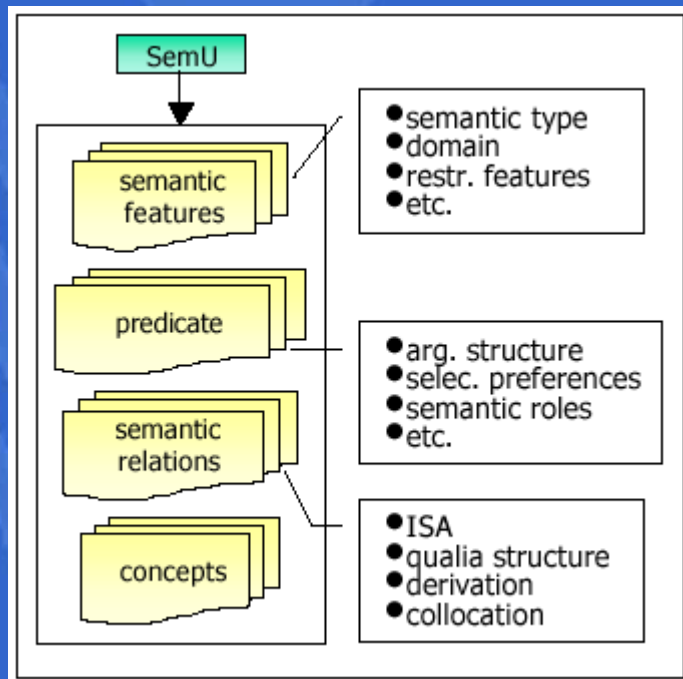 SemU
semantic
features
● semantic type
● domain
● restr. features
● etc.
predicate
● arg. structure
● selec. preferences
● semantic roles
● etc.
semantic
relations
● ISA
● qualia structure
● derivation
● collocation
concepts